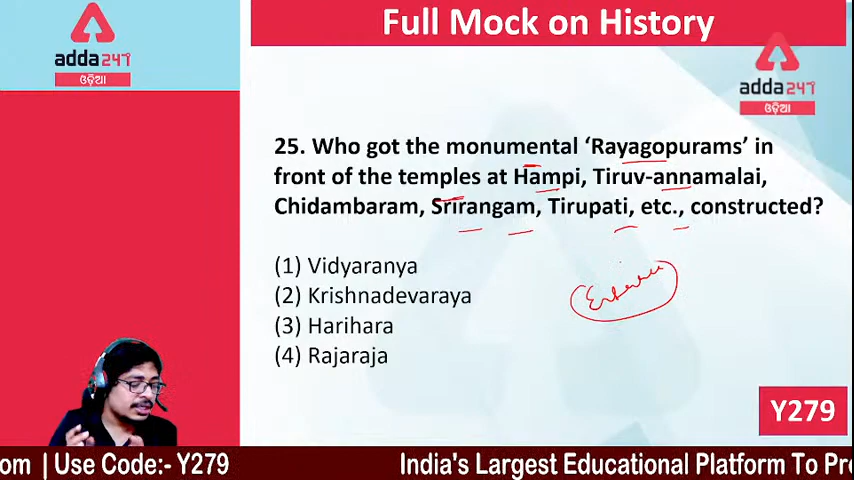 Full Mock on History
adda247
ଓଡ଼ିଆ
adda247
ଓଡ଼ିଆ
25. Who got the monumental ‘Rayagopurams’ in
front of the temples at Hampi, Tiruv-annamalai,
Chidambaram, Srirangam, Tirupati, etc., constructed?
(1) Vidyaranya
(2) Krishnadevaraya
(3) Harihara
(4) Rajaraja
Y279
om | Use Code:- Y279
India's Largest Educational Platform To Pre